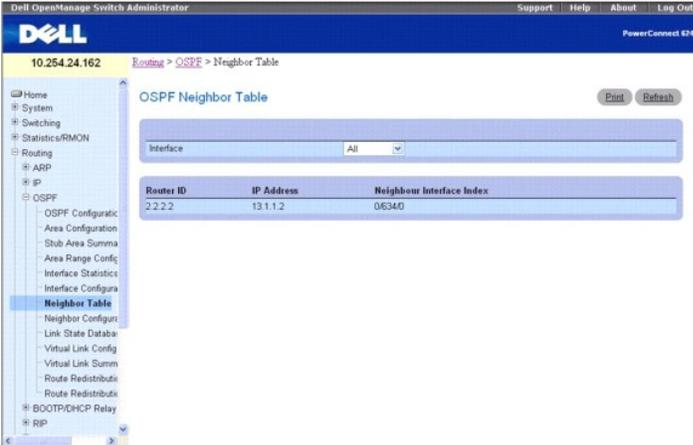 Dell OpenManage Switch Administrator
Support Help About Log Out
DELL
PowerConnect 624
10.254.24.162
Routing > OSPF > Neighbor Table
Home
System
Switching
Statistics/RMON
Routing
ARP
IP
OSPF
OSPF Configuratic
Area Configuration
Stub Area Summa
Area Range Config
Interface Statistics
Interface Configura
Neighbor Table
Neighbor Configura
Link State Databa
Virtual Link Config
Virtual Link Summ
Route Redistributio
Route Redistributio
BOOTP/DHCP Relay
RIP
OSPF Neighbor Table
Print Refresh
Interface All
Router ID IP Address Neighbour Interface Index
2.2.2.2 13.1.1.2 0/634/0